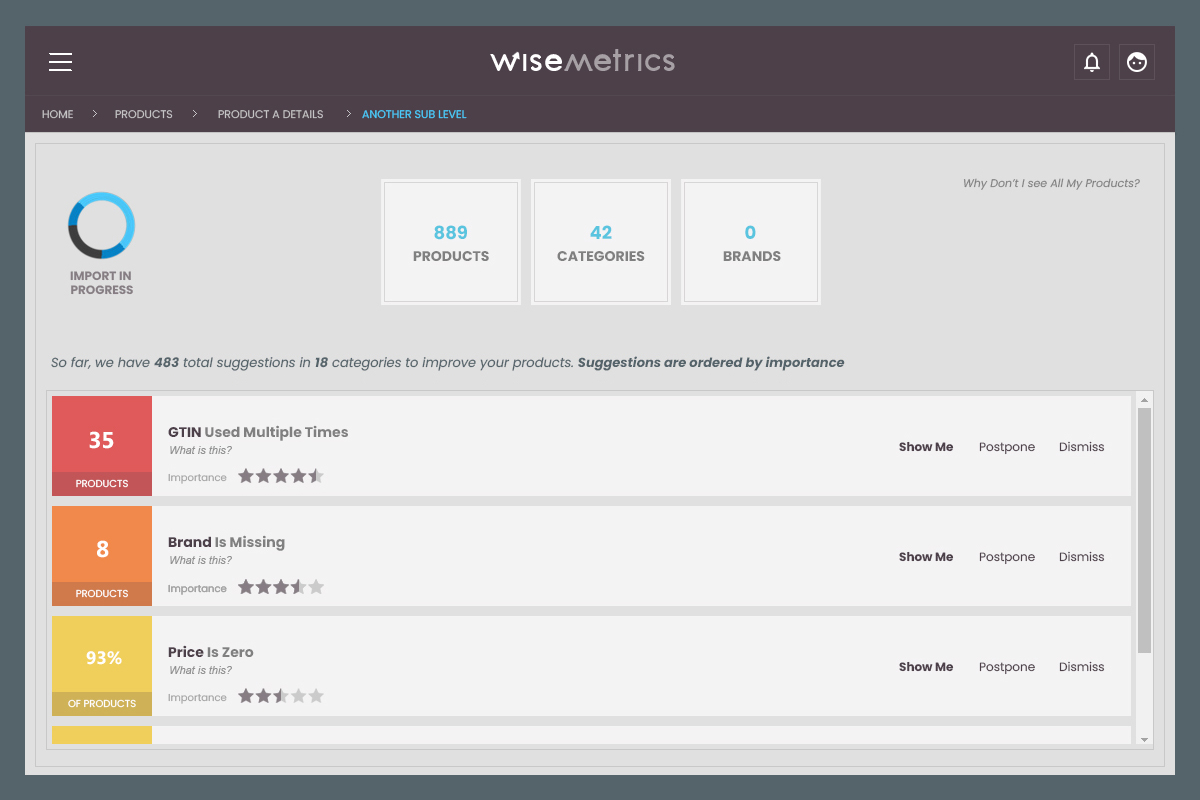 wisemetrics
HOME PRODUCTS PRODUCT A DETAILS ANOTHER SUB LEVEL
Why Don't I see All My Products?
IMPORT IN
PROGRESS
889
PRODUCTS
42
CATEGORIES
0
BRANDS
So far, we have 483 total suggestions in 18 categories to improve your products. Suggestions are ordered by importance
35
PRODUCTS
GTIN Used Multiple Times
What is this?
Importance
Show Me Postpone Dismiss
8
PRODUCTS
Brand Is Missing
What is this?
Importance
Show Me Postpone Dismiss
93%
OF PRODUCTS
Price Is Zero
What is this?
Importance
Show Me Postpone Dismiss